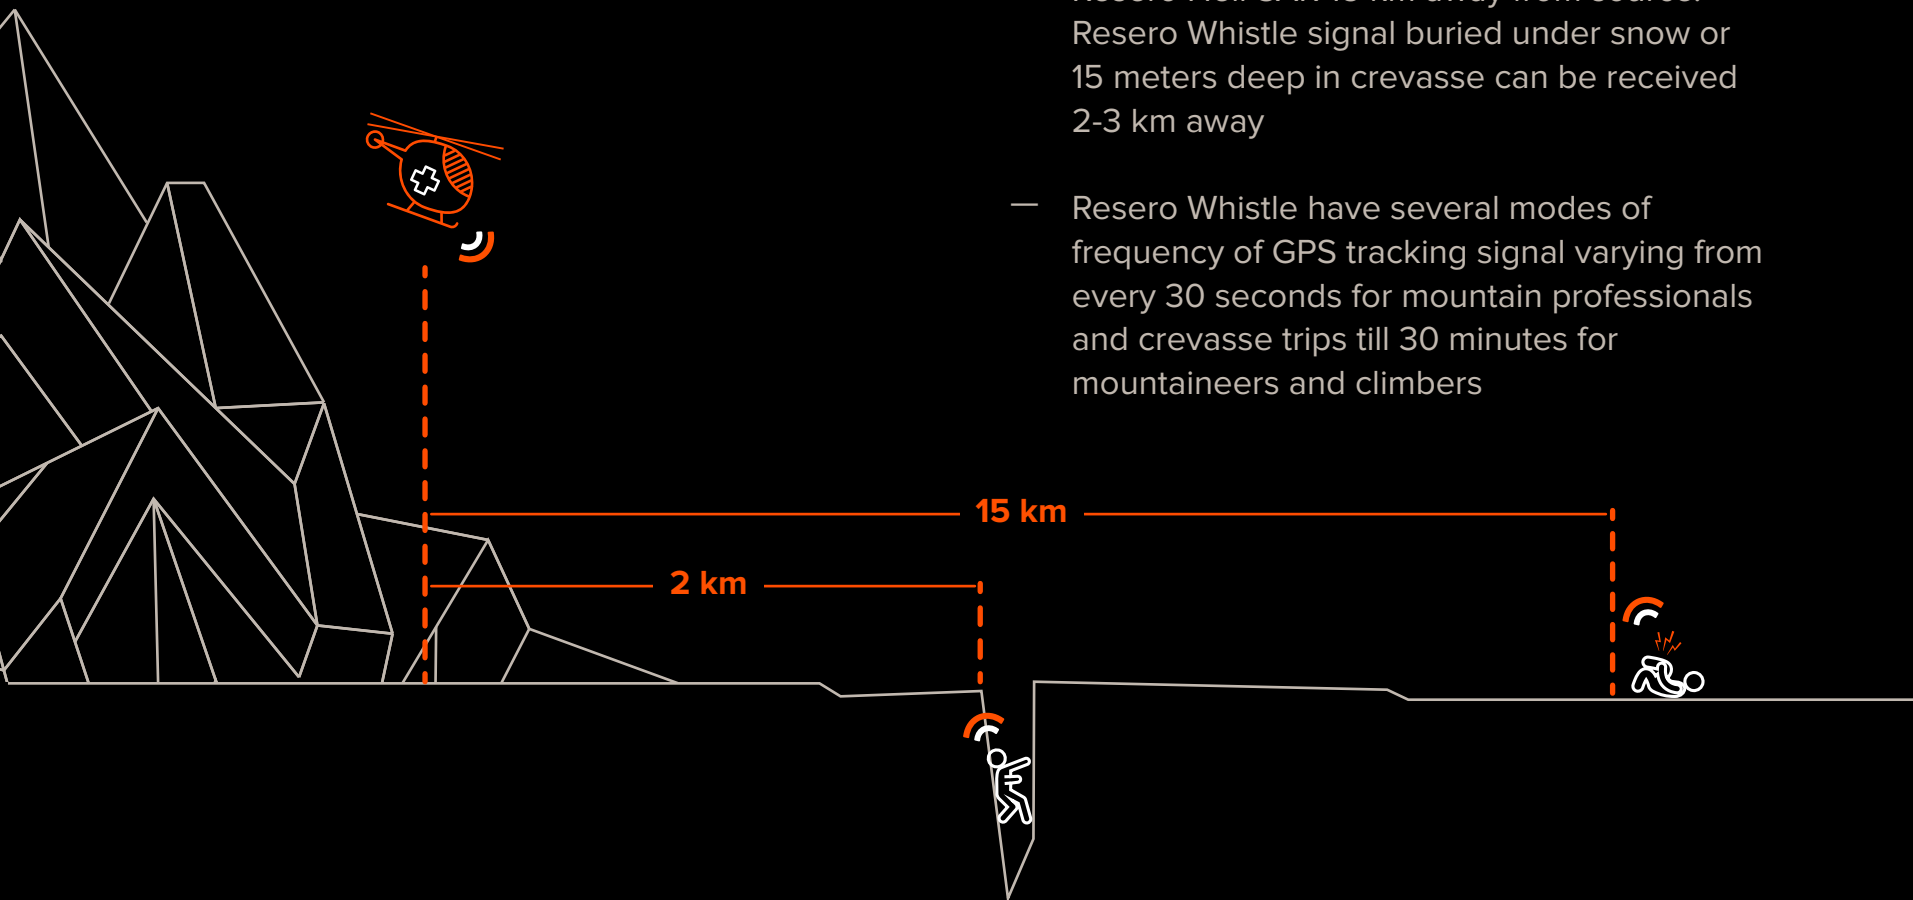 Resero Whistle signal buried under snow or
15 meters deep in crevasse can be received
2-3 km away
— Resero Whistle have several modes of
frequency of GPS tracking signal varying from
every 30 seconds for mountain professionals
and crevasse trips till 30 minutes for
mountaineers and climbers
15 km
2 km